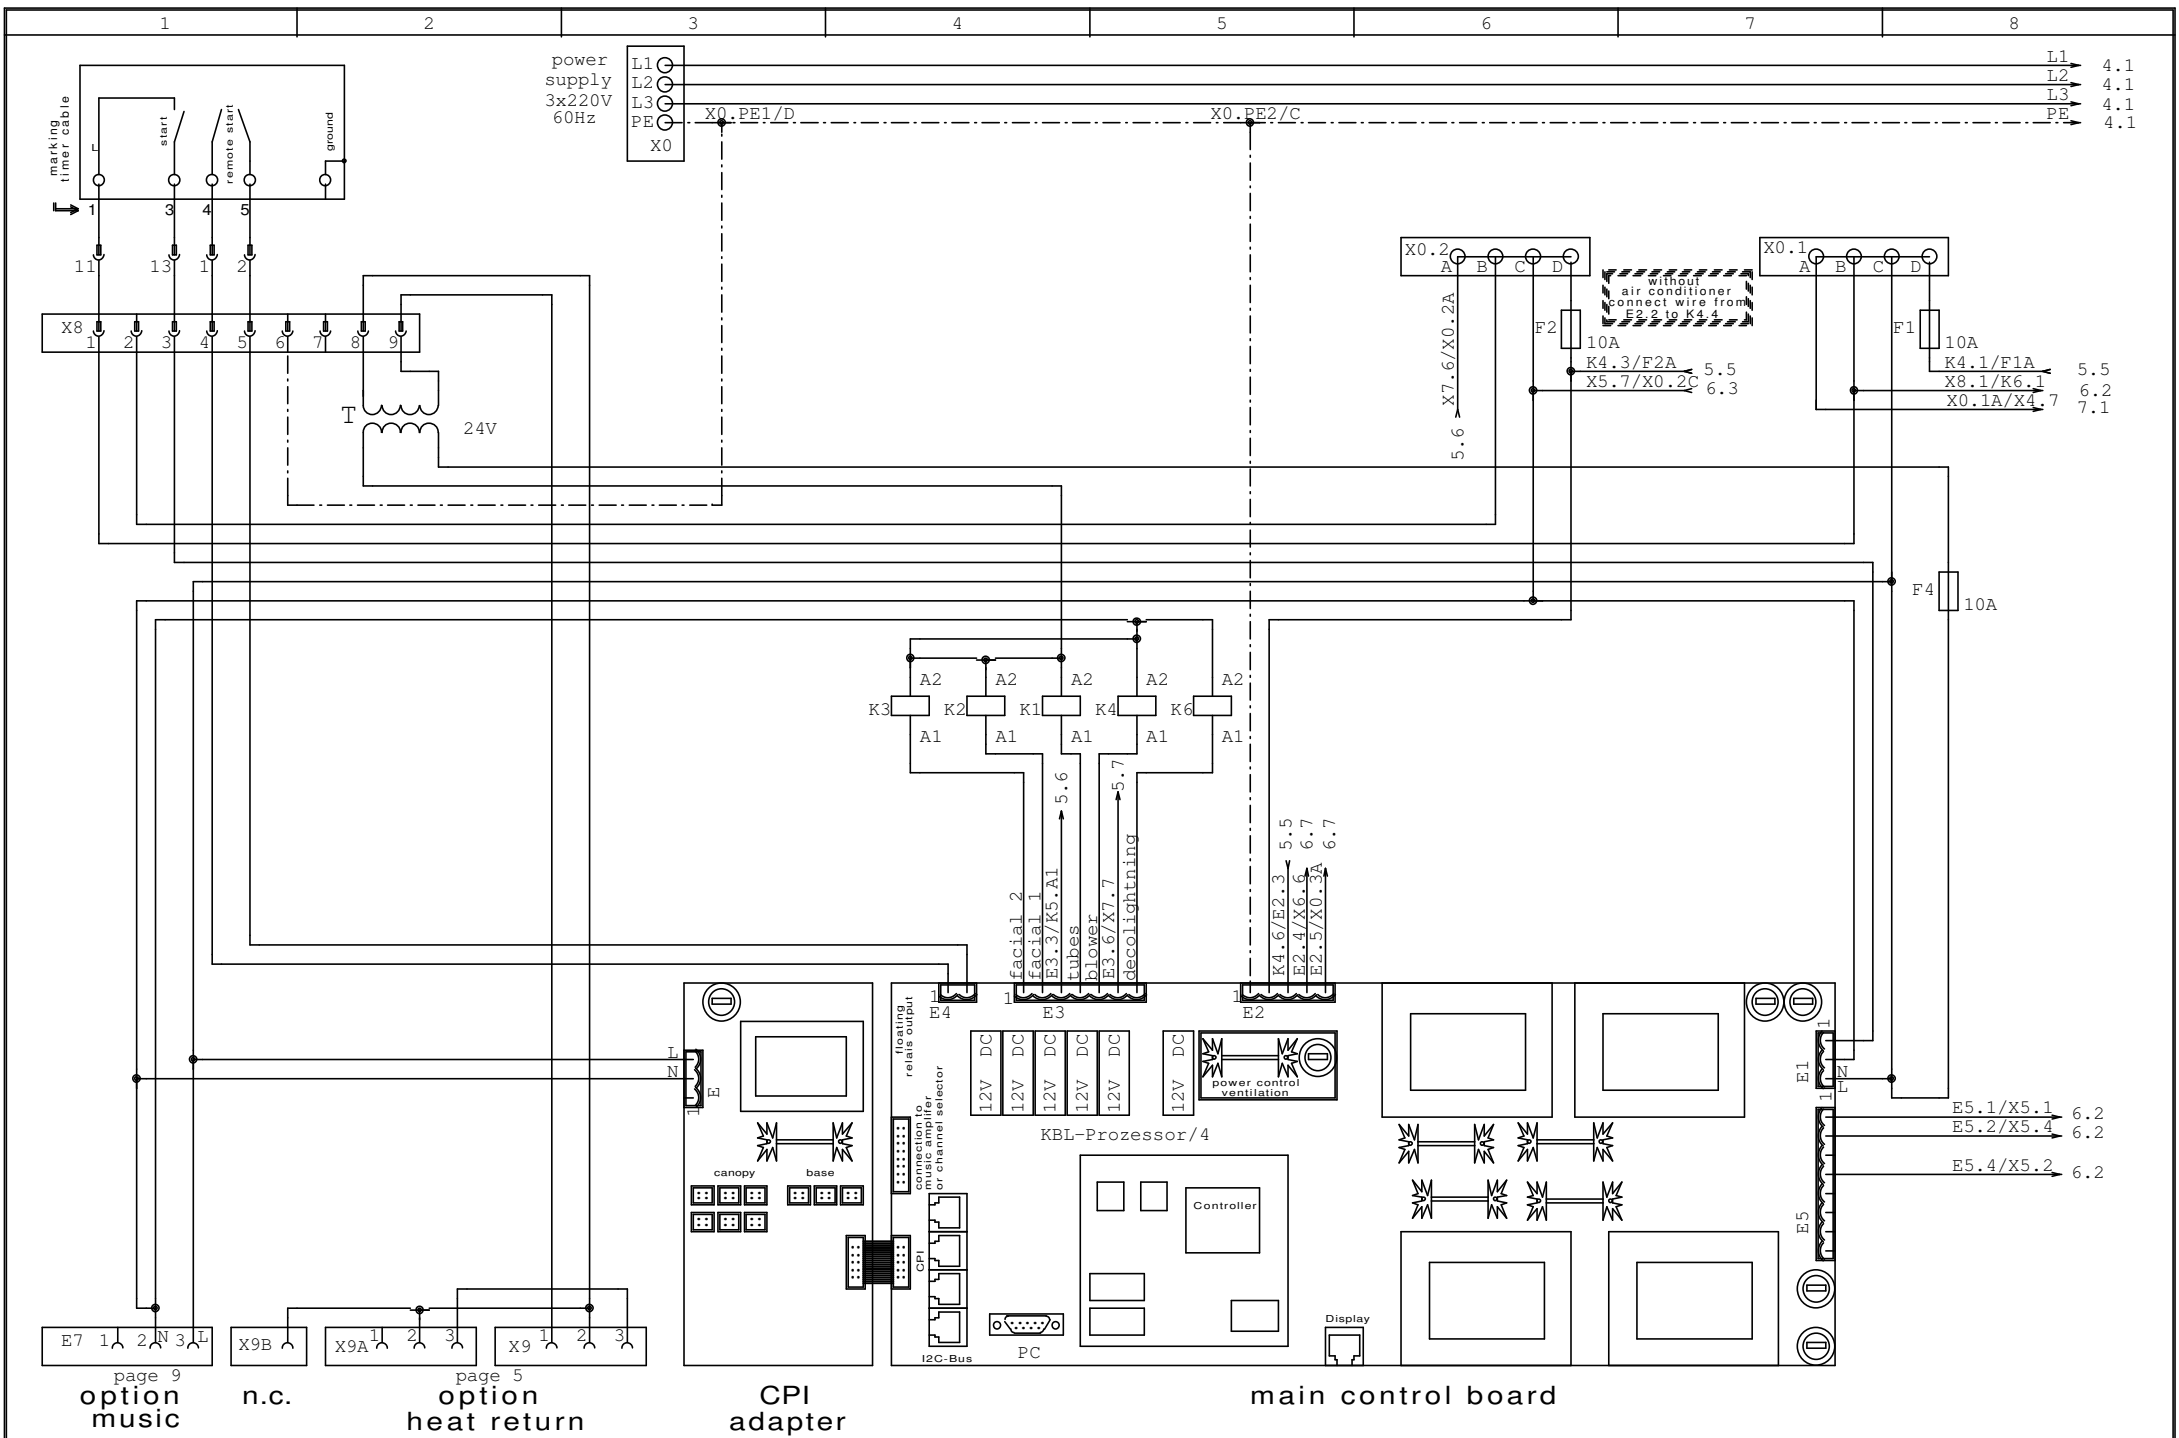 1 2 3 4 5 6 7 8
marking
timer cable
L
start
remote start
ground
1 3 4 5
11 13 1 2
power
supply
3x220V
60Hz
L1
L2
L3
PE
X0
X0.PE1/D
X0.PE2/C
L1 4.1
L2 4.1
L3 4.1
PE 4.1
X8
1 2 3 4 5 6 7 8 9
T
24V
X0.2
A B C D
X7.6/X0.2A
5.6
F2
10A
K4.3/F2A 5.5
X5.7/X0.2C 6.3
without
air conditioner
connect wire from
E2.2 to K4.4
X0.1
A B C D
F1
10A
K4.1/F1A 5.5
X8.1/K6.1 6.2
X0.1A/X4.7 7.1
F4
10A
A2 A2 A2 A2 A2
K3 K2 K1 K4 K6
A1 A1 A1 A1 A1
facial 2
facial 1
E3.3/K5.A1 5.6
tubes
blower
E3.6/X7.7 5.7
decolightning
K4.6/E2.3 5.5
E2.4/X6.6 6.7
E2.5/X0.3A 6.7
1
E4
1
E3
1
E2
L
N
1
E
floating
relais output
connection to
music amplifer
or channel selector
12V DC
12V DC
12V DC
12V DC
12V DC
12V DC
power control
ventilation
KBL-Prozessor/4
Controller
canopy
base
CPI
I2C-Bus
PC
Display
1
E1
N
L
1
E5
E5.1/X5.1 6.2
E5.2/X5.4 6.2
E5.4/X5.2 6.2
E7 1 2 N 3 L
X9B
X9A 1 2 3
X9 1 2 3
page 9
option
music
n.c.
page 5
option
heat return
CPI
adapter
main control board